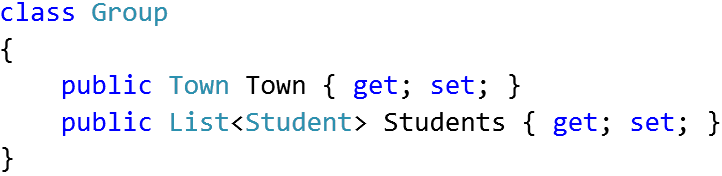 class Group
{
    public Town Town { get; set; }
    public List<Student> Students { get; set; }
}